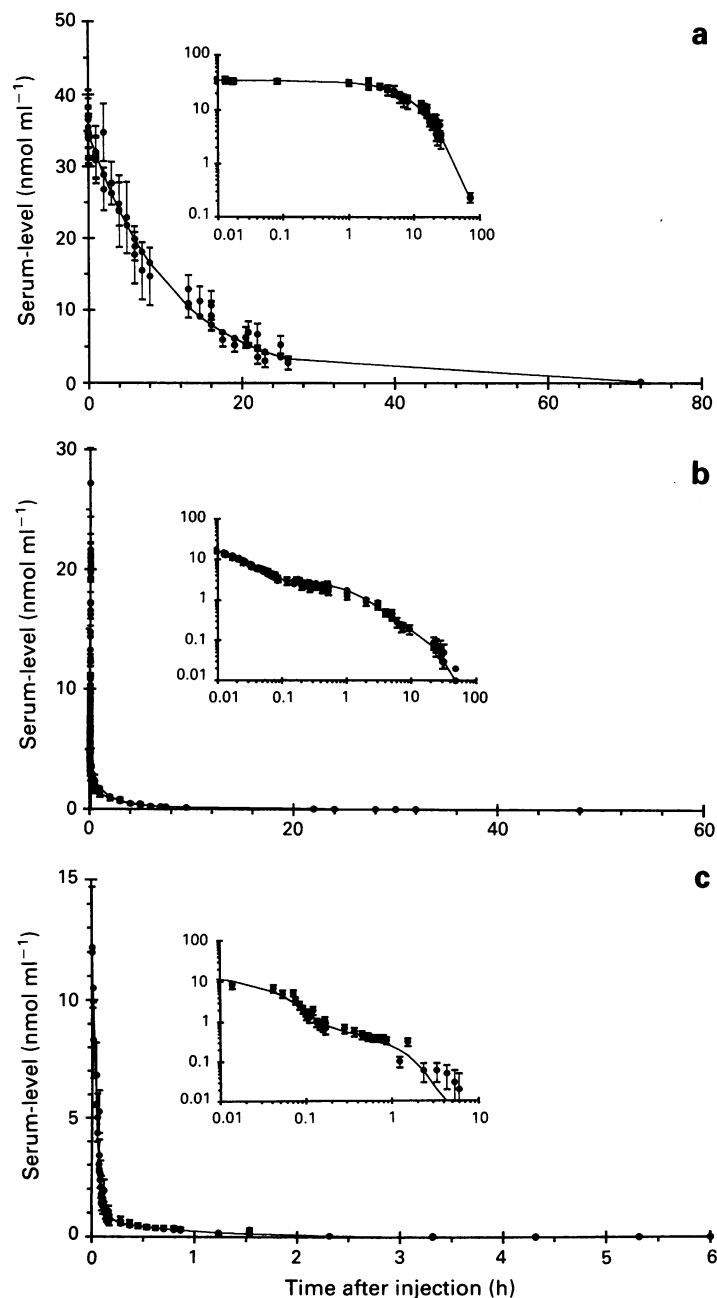 a
Serum-level (nmol ml−1)
50
40
30
20
10
0
0 20 40 60 80
100
10
1
0.1
0.01 0.1 1 10 100
b
Serum-level (nmol ml−1)
30
20
10
0
0 20 40 60
100
10
1
0.1
0.01
0.01 0.1 1 10 100
c
Serum-level (nmol ml−1)
15
10
5
0
0 1 2 3 4 5 6
100
10
1
0.1
0.01
0.01 0.1 1 10
Time after injection (h)